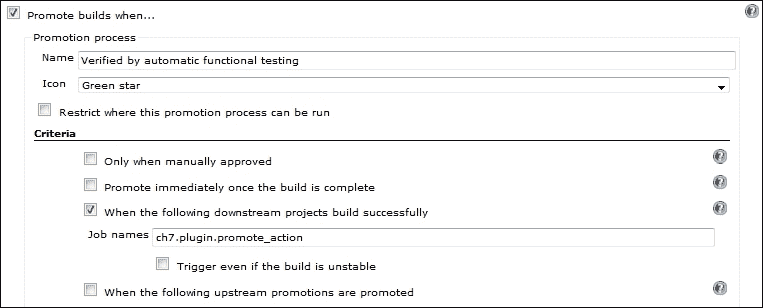 Promote builds when...
Promotion process
Name Verified by automatic functional testing
Icon Green star
Restrict where this promotion process can be run
Criteria
Only when manually approved
Promote immediately once the build is complete
When the following downstream projects build successfully
Job names ch7.plugin.promote_action
Trigger even if the build is unstable
When the following upstream promotions are promoted